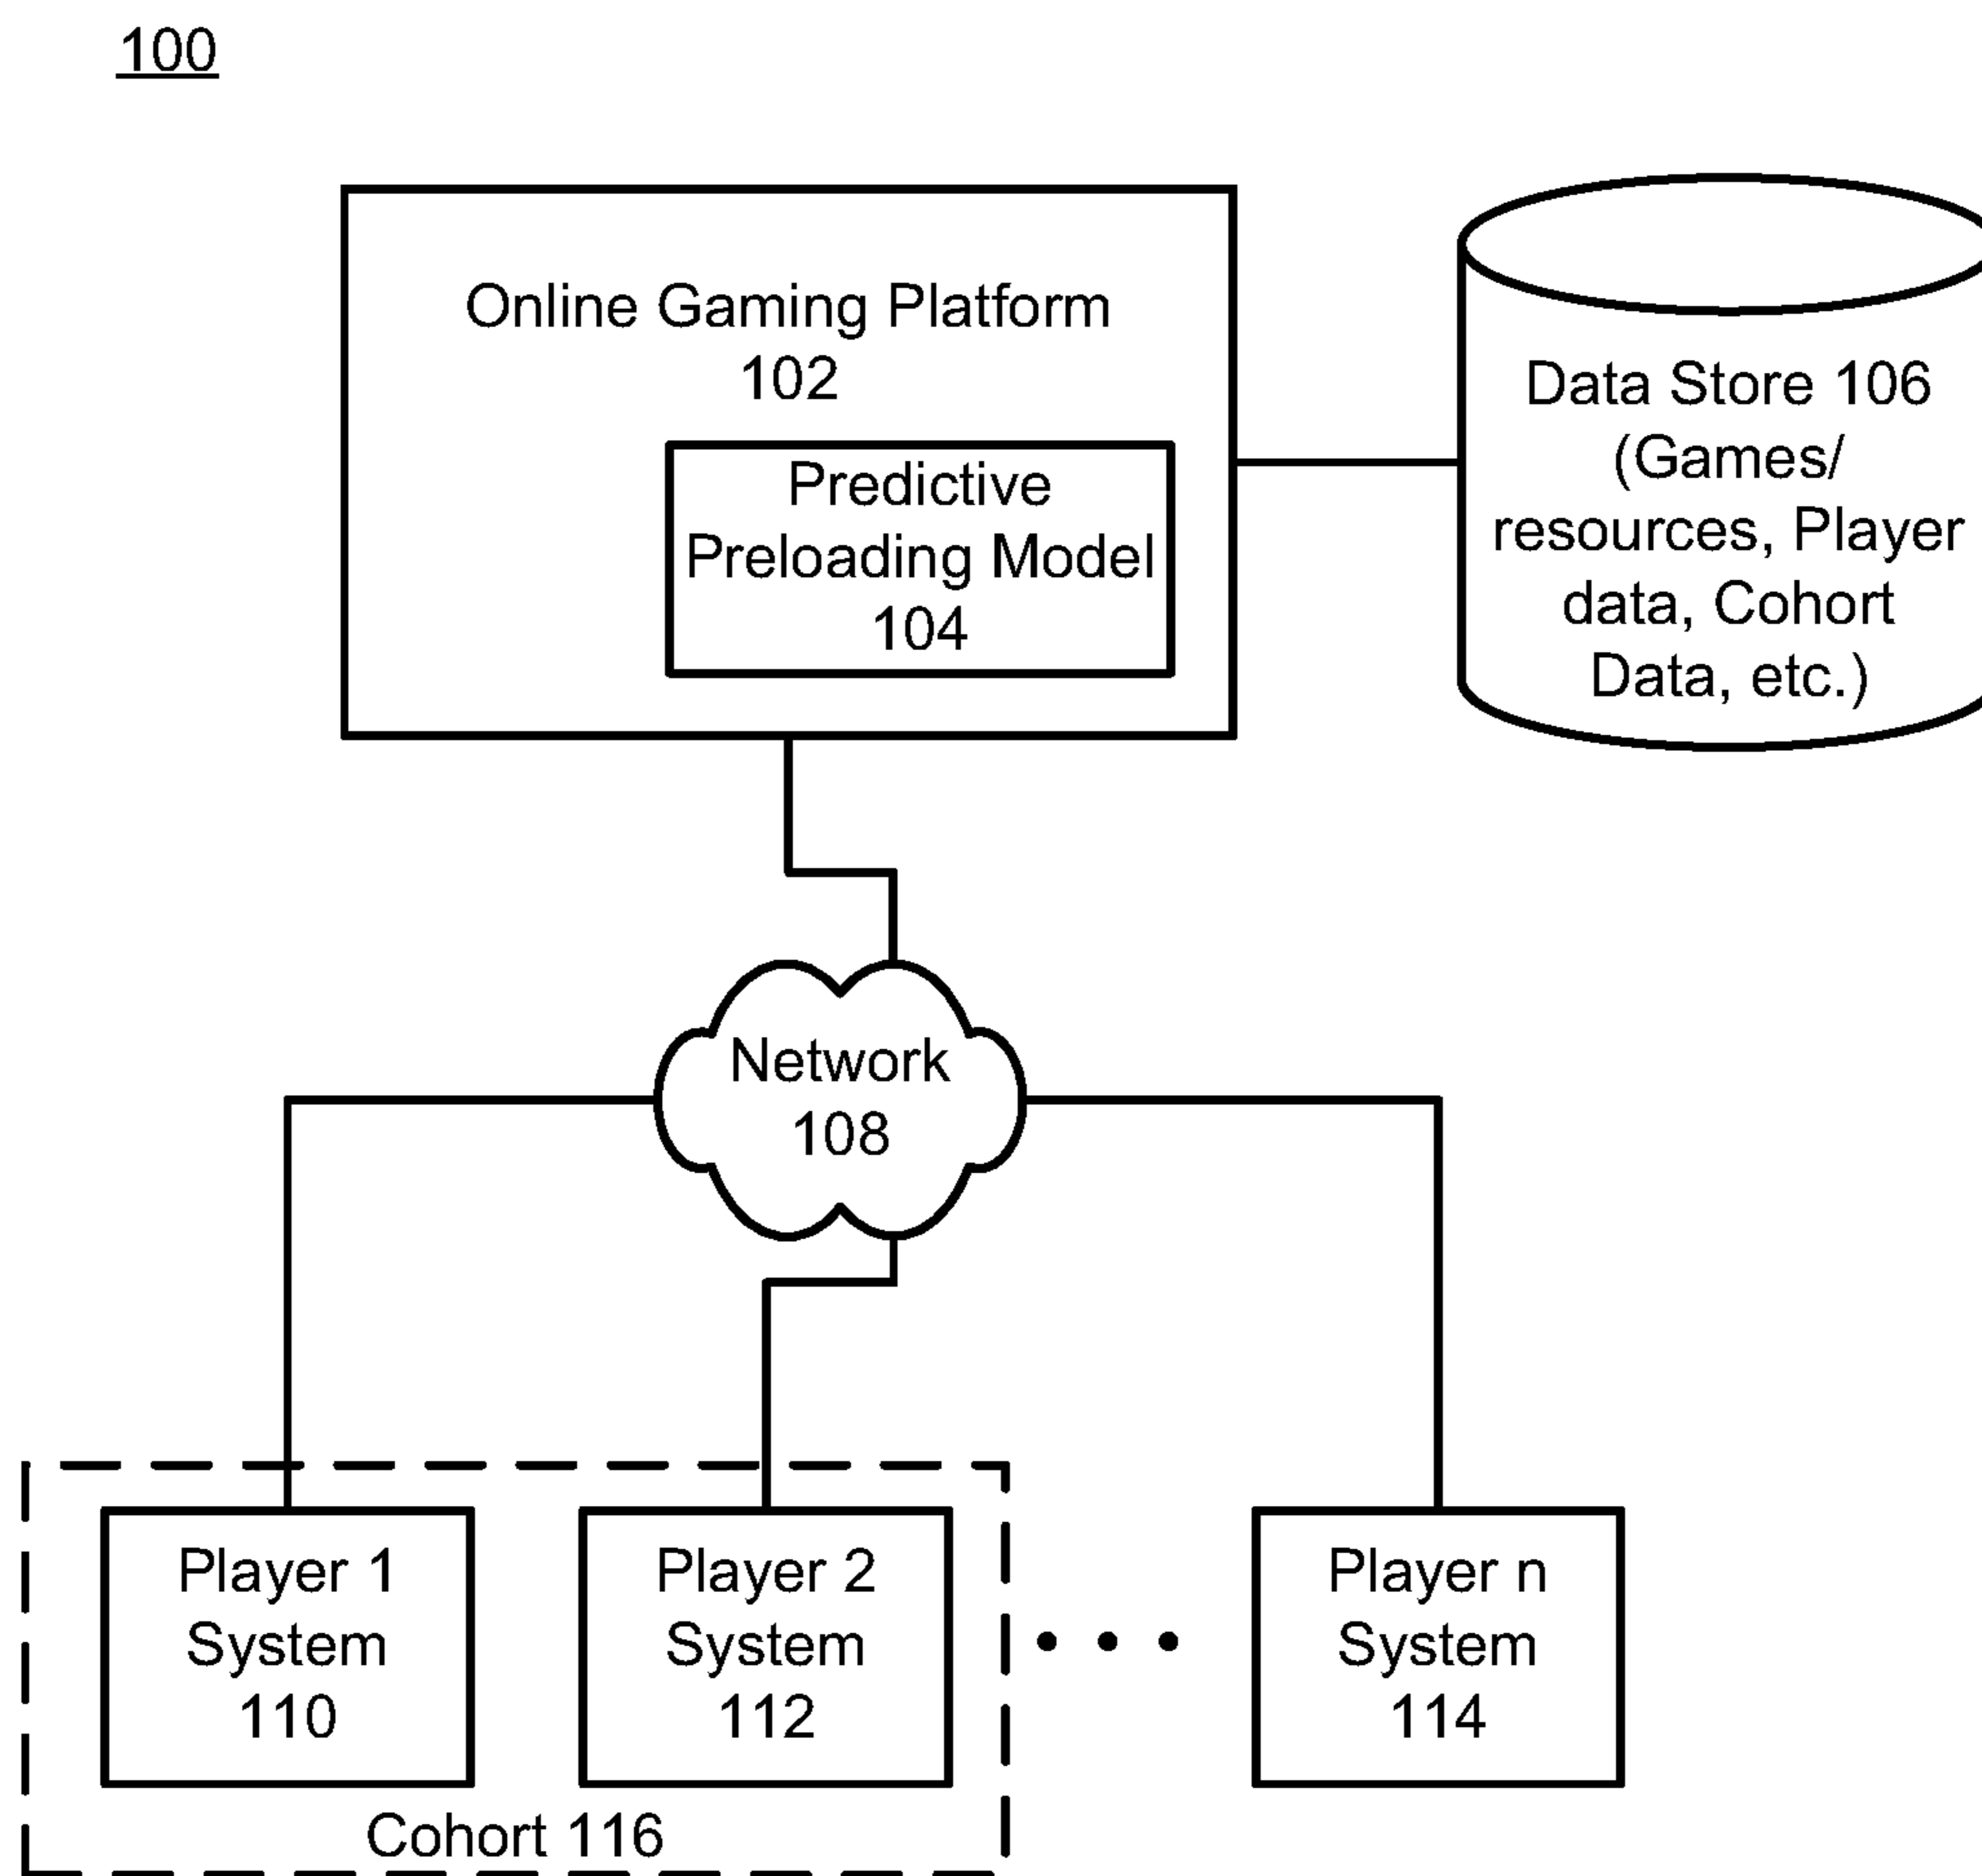 100
Online Gaming Platform
102
Predictive
Preloading Model
104
Data Store 106
(Games/
resources, Player
data, Cohort
Data, etc.)
Network
108
Player 1
System
110
Player 2
System
112
Player n
System
114
Cohort 116